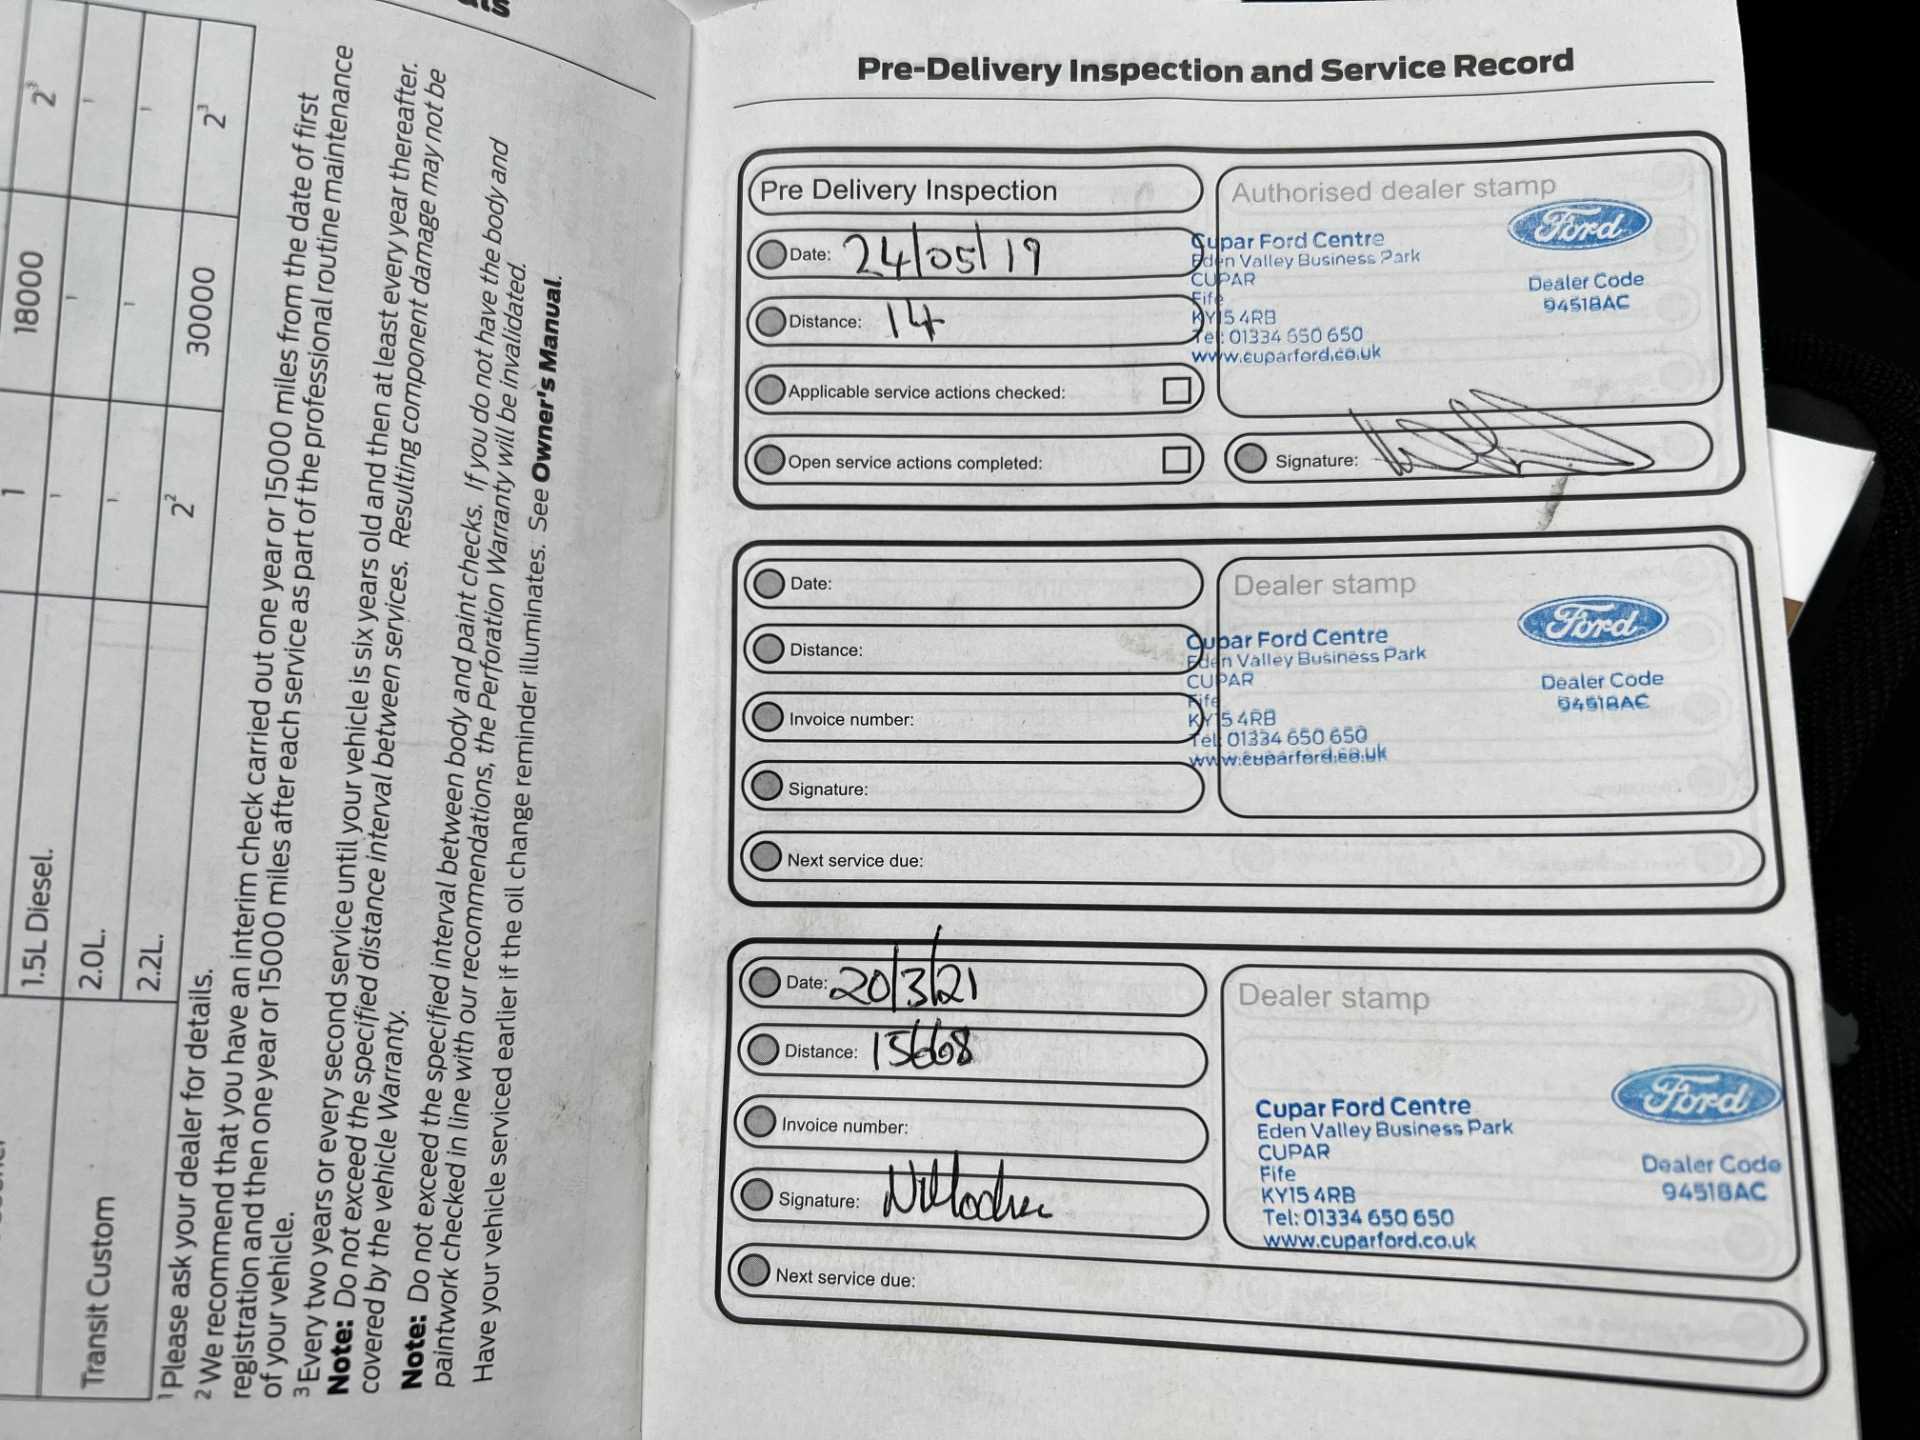 18000
2³
1
1.5L Diesel.
2.0L.
2.2L.
2²
30000
2³
Transit Custom
¹ Please ask your dealer for details.
² We recommend that you have an interim check carried out one year or 15000 miles from the date of first
registration and then one year or 15000 miles after each service as part of the professional routine maintenance
of your vehicle.
³ Every two years or every second service until your vehicle is six years old and then at least every year thereafter.
Note: Do not exceed the specified distance interval between services. Resulting component damage may not be
covered by the vehicle Warranty.
Note: Do not exceed the specified interval between body and paint checks. If you do not have the body and
paintwork checked in line with our recommendations, the Perforation Warranty will be invalidated.
Have your vehicle serviced earlier if the oil change reminder illuminates. See Owner's Manual.
Pre-Delivery Inspection and Service Record
Pre Delivery Inspection
Date: 24/05/19
Distance: 14
Applicable service actions checked:
Open service actions completed:
Authorised dealer stamp
Ford
Cupar Ford Centre
Eden Valley Business Park
CUPAR
Fife
KY15 4RB
Tel: 01334 650 650
www.cuparford.co.uk
Dealer Code
94518AC
Signature:
Date:
Distance:
Invoice number:
Signature:
Next service due:
Dealer stamp
Ford
Cupar Ford Centre
Eden Valley Business Park
CUPAR
Fife
KY15 4RB
Tel: 01334 650 650
www.cuparford.co.uk
Dealer Code
94518AC
Date: 20/3/21
Distance: 15668
Invoice number:
Signature:
Next service due:
Dealer stamp
Ford
Cupar Ford Centre
Eden Valley Business Park
CUPAR
Fife
KY15 4RB
Tel: 01334 650 650
www.cuparford.co.uk
Dealer Code
94518AC